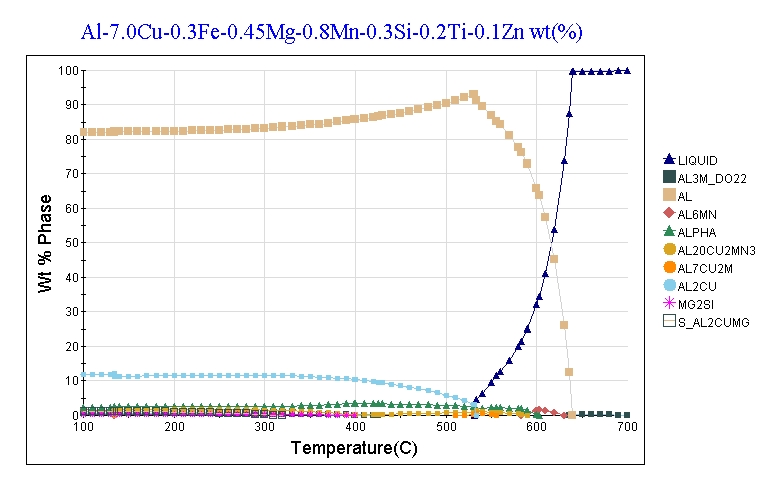 Al-7.0Cu-0.3Fe-0.45Mg-0.8Mn-0.3Si-0.2Ti-0.1Zn wt(%)
100
90
80
70
60
50
40
30
20
10
0
Wt % Phase
100 200 300 400 500 600 700
Temperature(C)
LIQUID
AL3M_DO22
AL
AL6MN
ALPHA
AL20CU2MN3
AL7CU2M
AL2CU
MG2SI
S_AL2CUMG